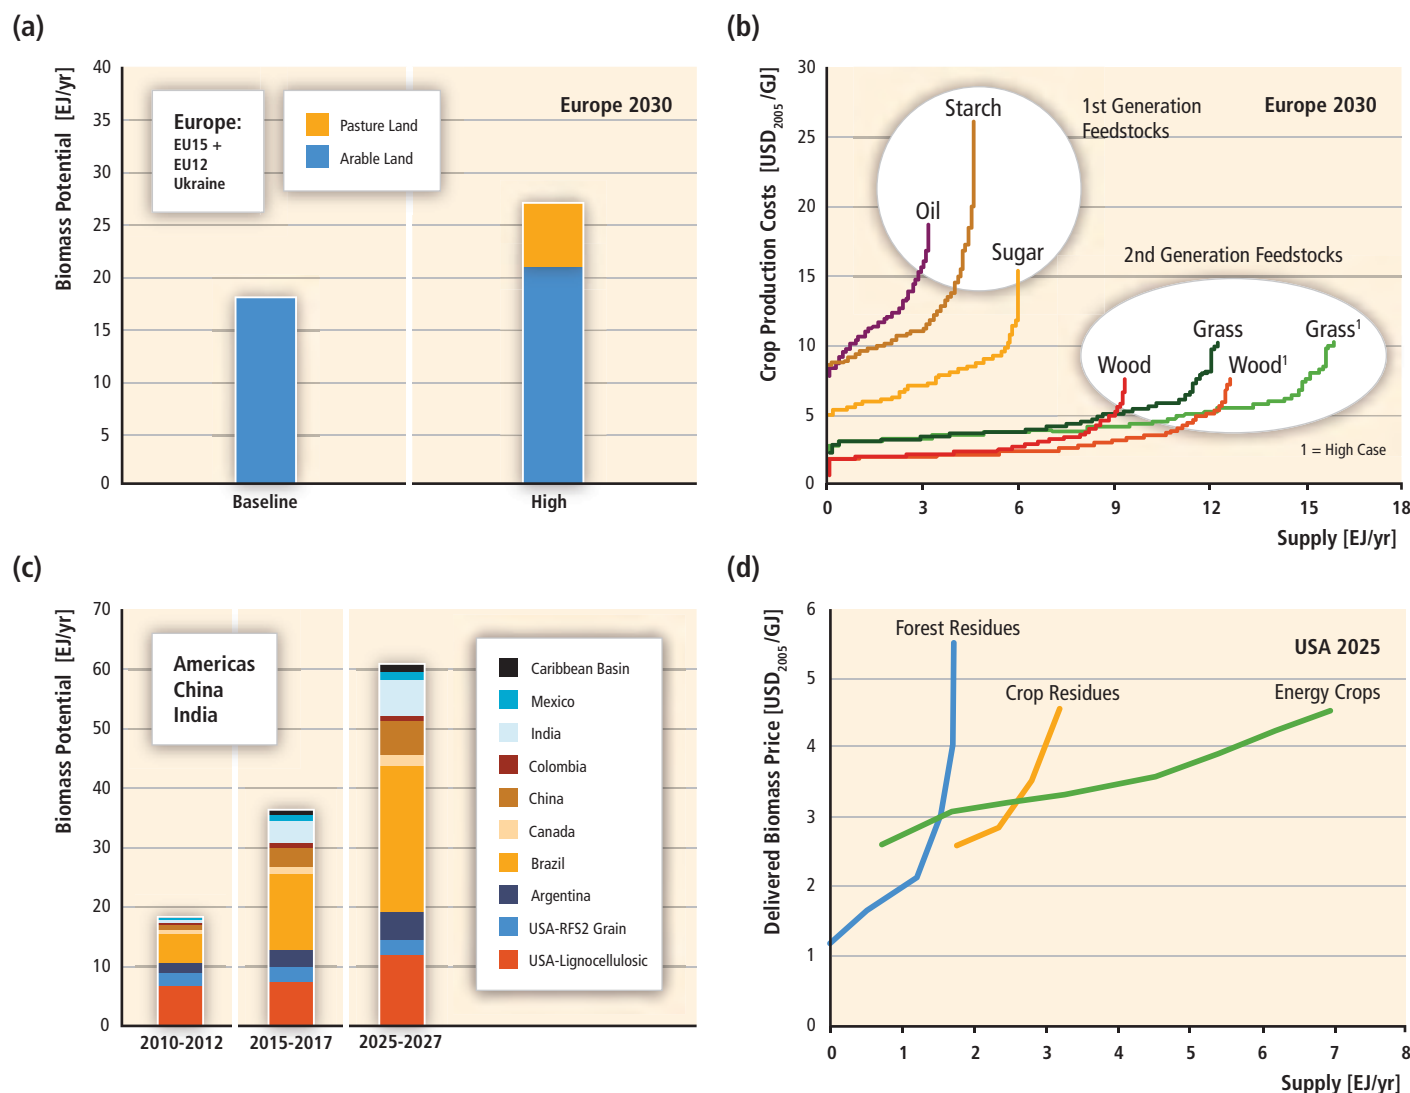 (a)
Biomass Potential [EJ/yr]
40
35
30
25
20
15
10
5
0
Europe:
EU15 +
EU12
Ukraine
Pasture Land
Arable Land
Europe 2030
Baseline
High
(b)
Crop Production Costs [USD2005/GJ]
30
25
20
15
10
5
0
Starch
1st Generation
Feedstocks
Europe 2030
Oil
Sugar
2nd Generation Feedstocks
Grass
Grass1
Wood
Wood1
1 = High Case
0
3
6
9
12
15
18
Supply [EJ/yr]
(c)
Biomass Potential [EJ/yr]
70
60
50
40
30
20
10
0
Americas
China
India
Caribbean Basin
Mexico
India
Colombia
China
Canada
Brazil
Argentina
USA-RFS2 Grain
USA-Lignocellulosic
2010-2012
2015-2017
2025-2027
(d)
Delivered Biomass Price [USD2005/GJ]
6
5
4
3
2
1
0
Forest Residues
USA 2025
Crop Residues
Energy Crops
0
1
2
3
4
5
6
7
8
Supply [EJ/yr]